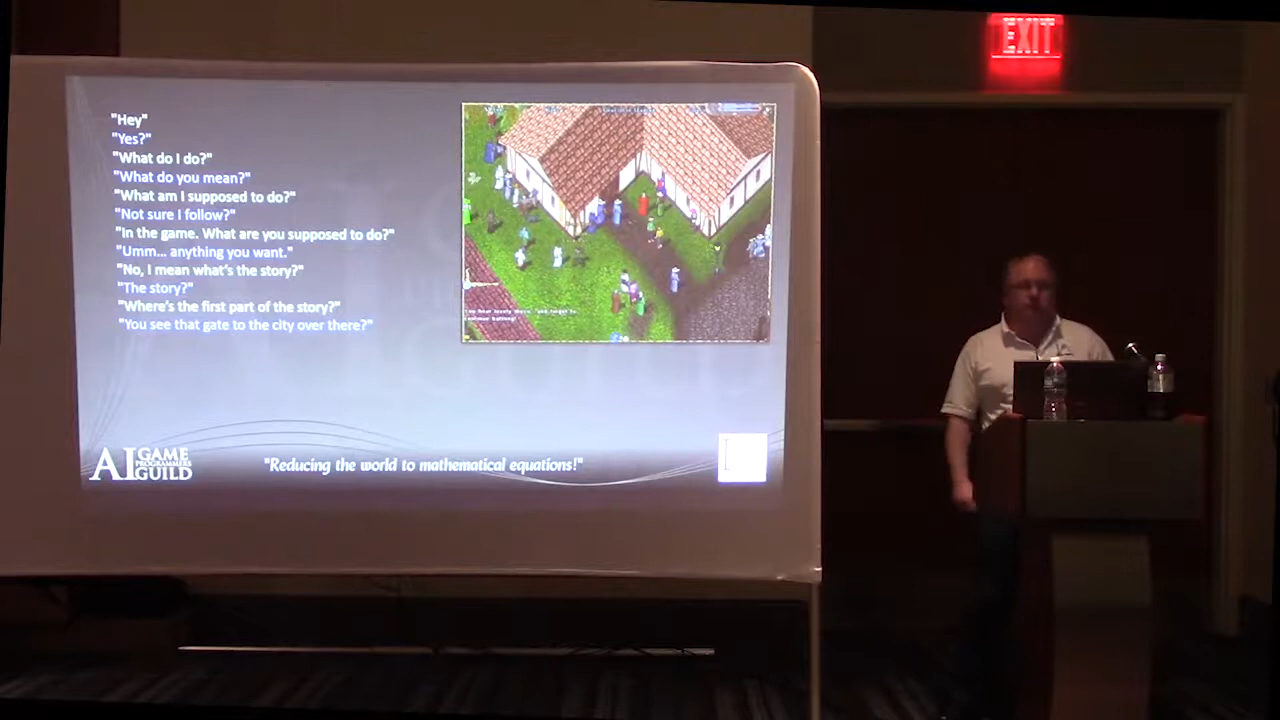 EXIT
"Hey"
"Yes?"
"What do I do?"
"What do you mean?"
"What am I supposed to do?"
"Not sure I follow?"
"In the game. What are you supposed to do?"
"Umm... anything you want."
"No, I mean what's the story?"
"The story?"
"Where's the first part of the story?"
"You see that gate to the city over there?"
AI GAME
PROGRAMMERS
GUILD
"Reducing the world to mathematical equations!"